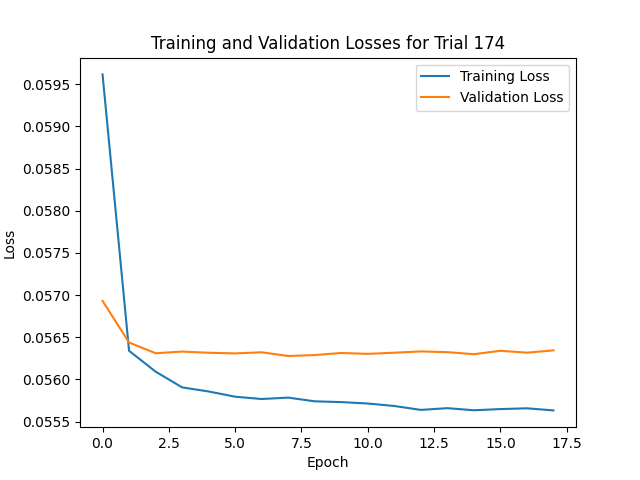 Training and Validation Losses for Trial 174
Training Loss
Validation Loss
0.0595
0.0590
0.0585
0.0580
0.0575
0.0570
0.0565
0.0560
0.0555
Loss
0.0 2.5 5.0 7.5 10.0 12.5 15.0 17.5
Epoch